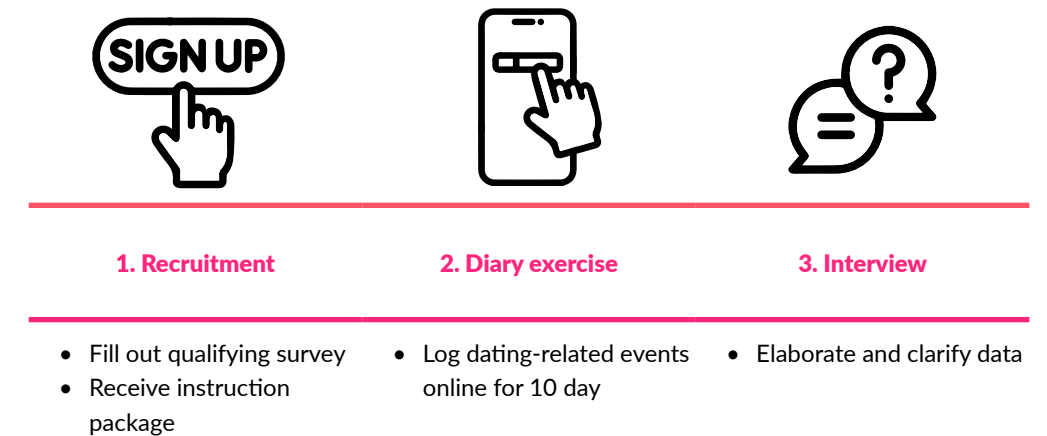 SIGN UP
?
1. Recruitment
2. Diary exercise
3. Interview
• Fill out qualifying survey
• Receive instruction
package
• Log dating-related events
online for 10 day
• Elaborate and clarify data